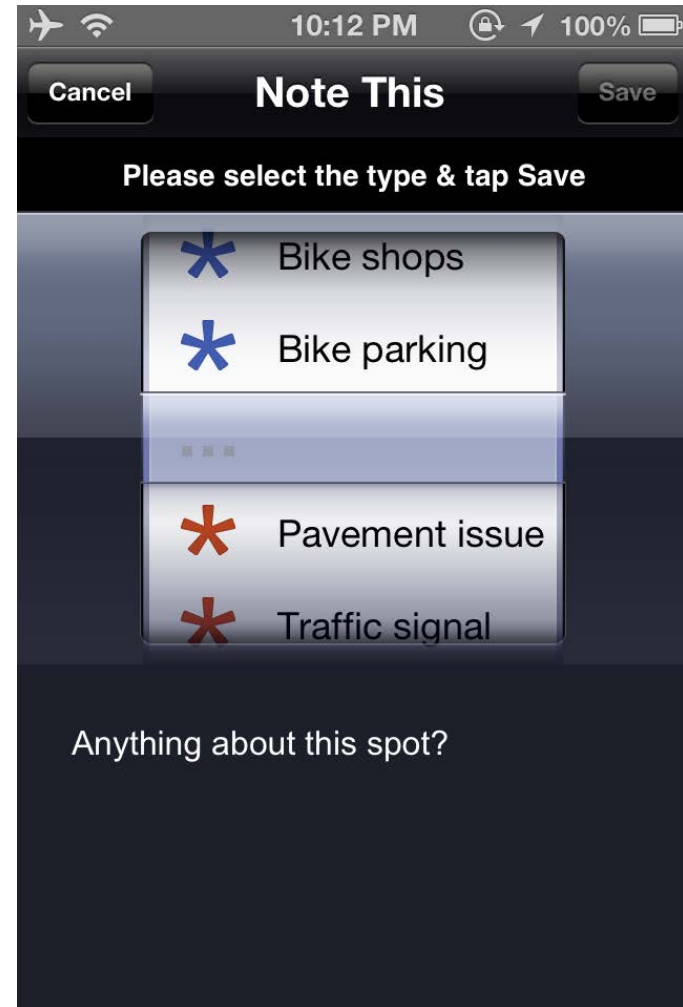 10:12 PM 100%
Cancel Note This Save
Please select the type & tap Save
* Bike shops
* Bike parking
...
* Pavement issue
* Traffic signal
Anything about this spot?